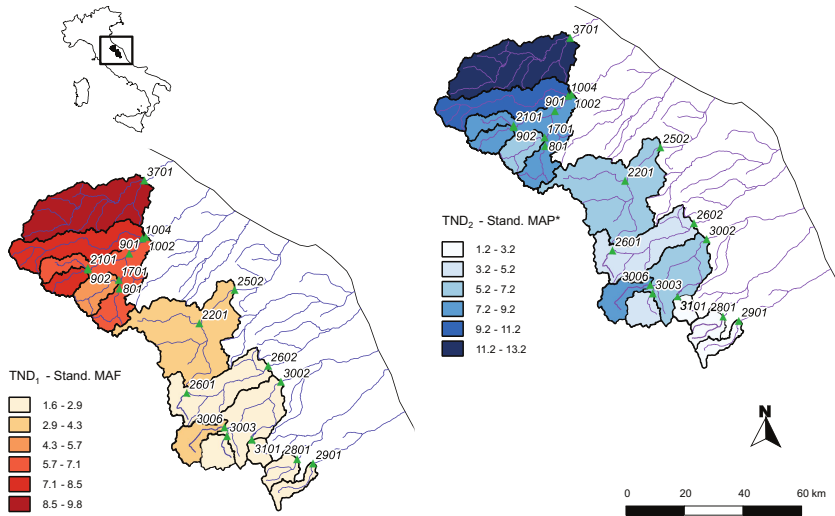 3701
1004
901
1002
2101
902
1701
801
2502
2201
2601
2602
3002
3006
3003
3101
2801
2901
TND1 - Stand. MAF
1.6 - 2.9
2.9 - 4.3
4.3 - 5.7
5.7 - 7.1
7.1 - 8.5
8.5 - 9.8
3701
1004
901
1002
2101
902
1701
801
2502
2201
2602
3002
2601
3006
3003
3101
2801
2901
TND2 - Stand. MAP*
1.2 - 3.2
3.2 - 5.2
5.2 - 7.2
7.2 - 9.2
9.2 - 11.2
11.2 - 13.2
N
0 20 40 60 km